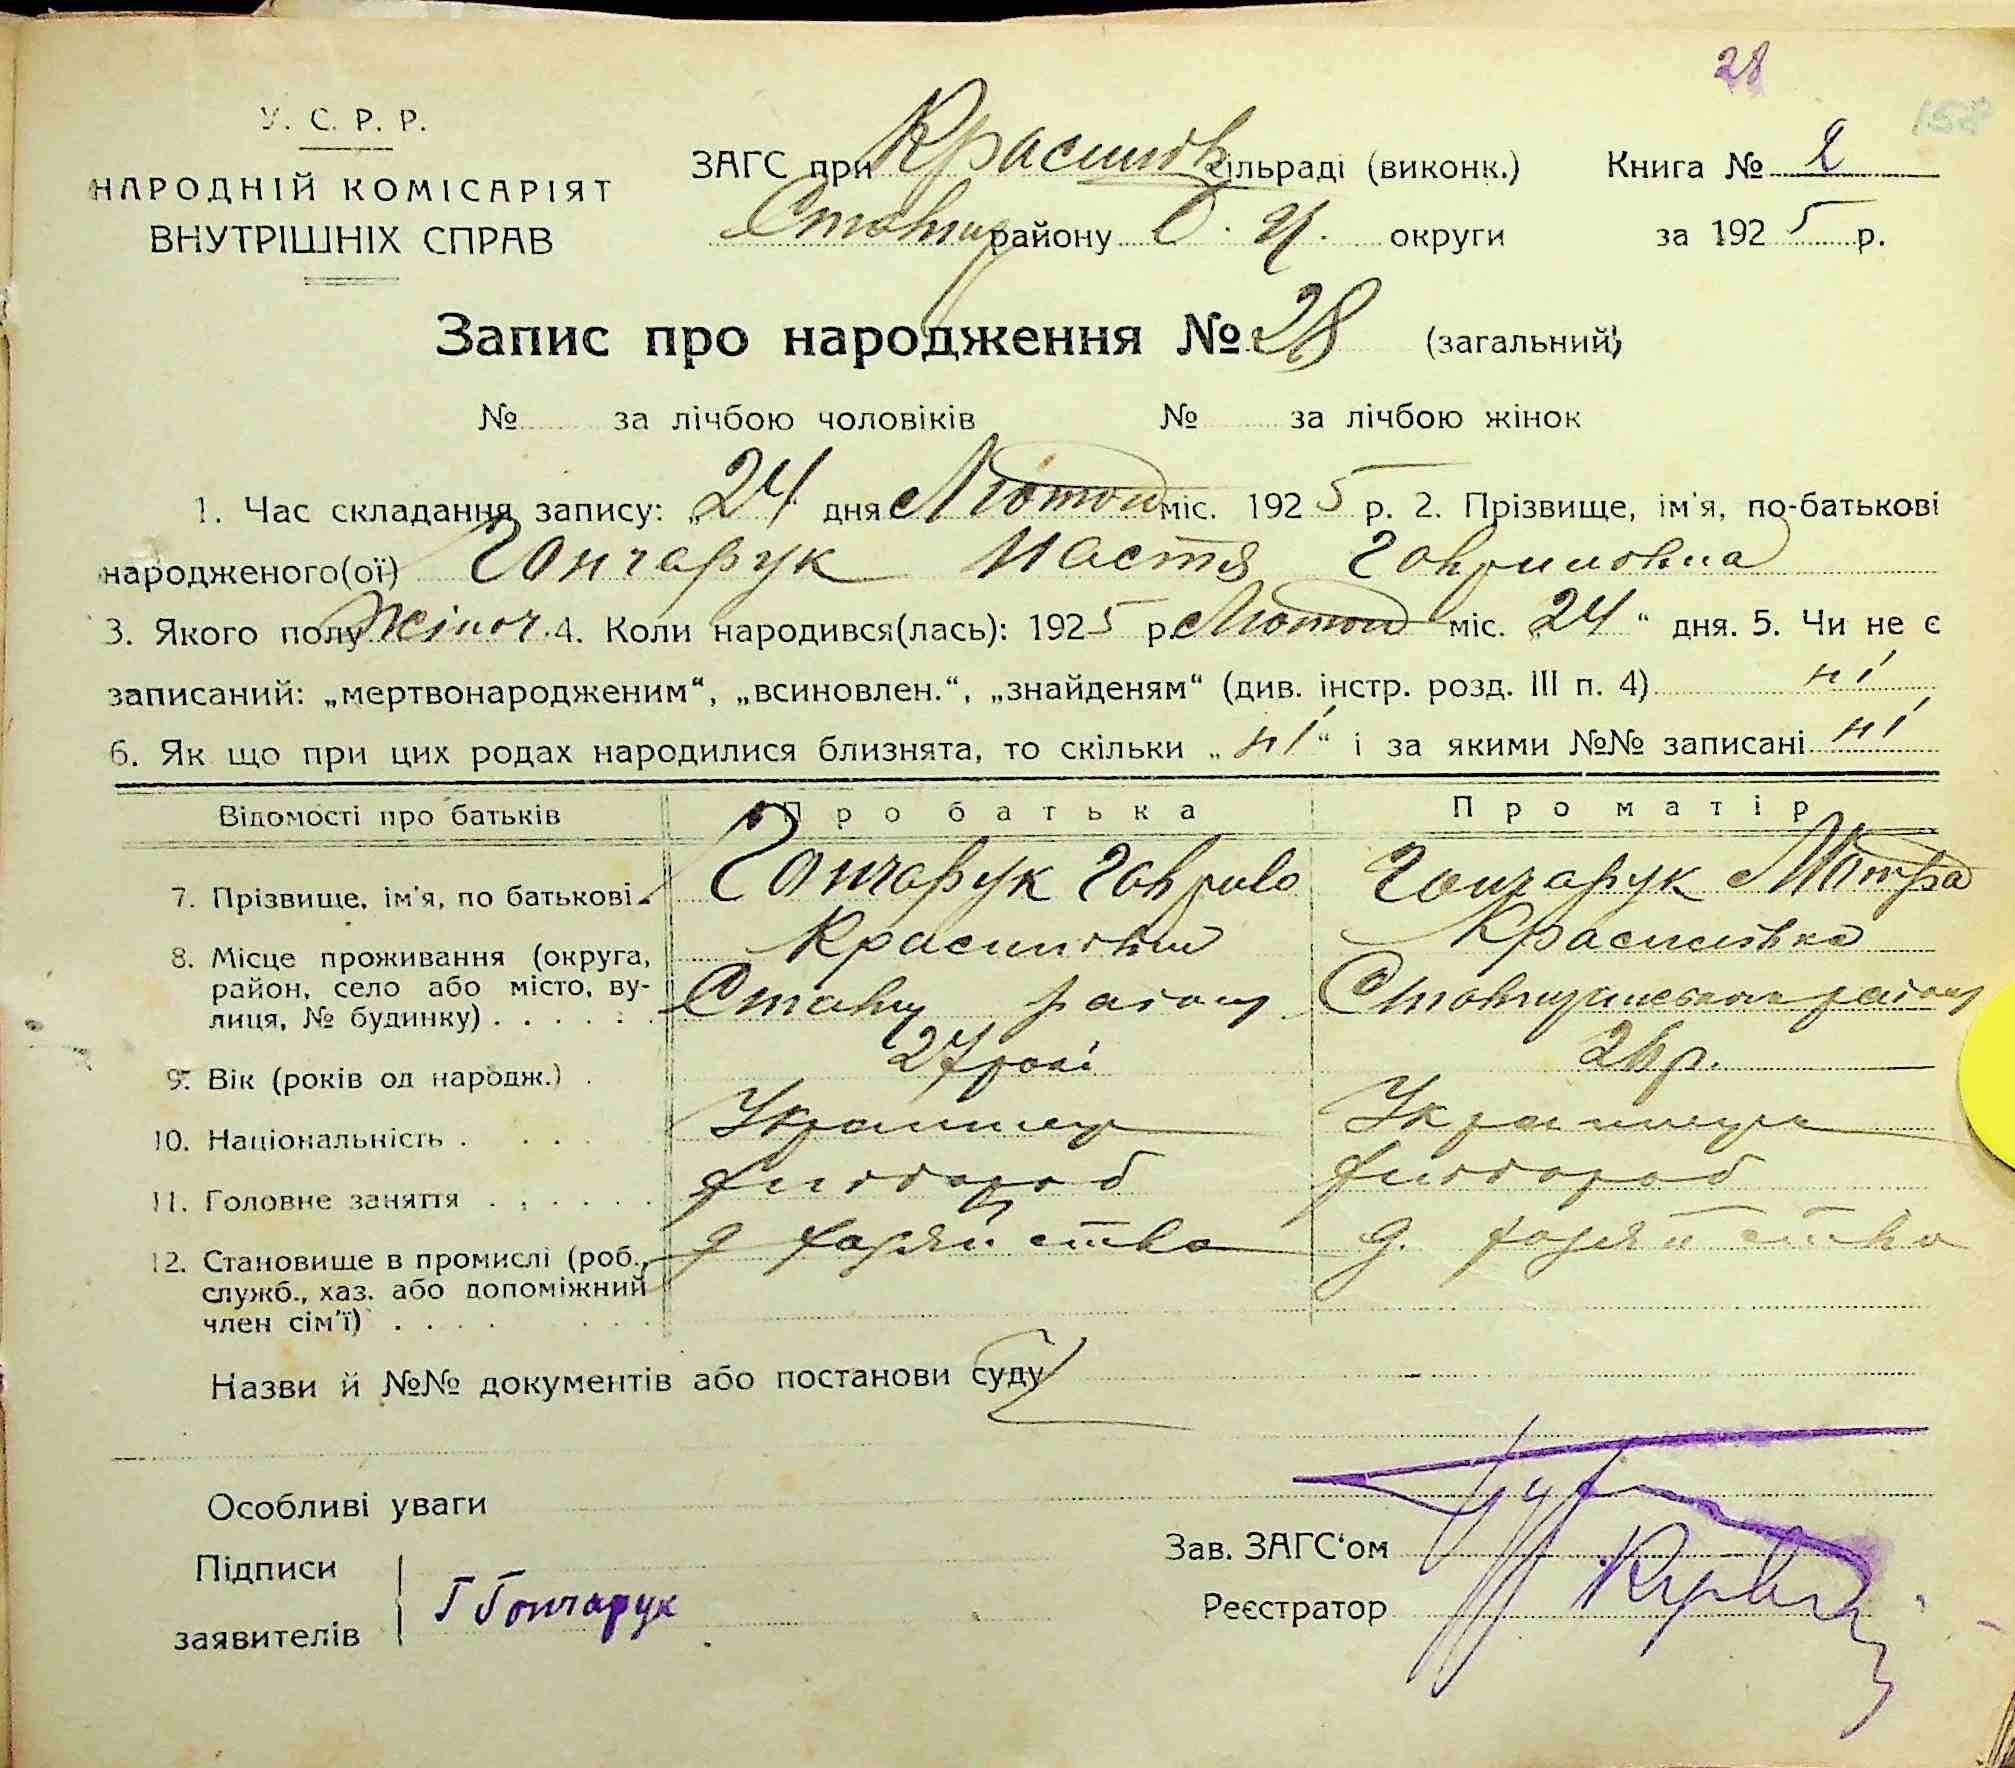 28
158
У. С. Р. Р.
НАРОДНІЙ КОМІСАРІЯТ
ВНУТРІШНІХ СПРАВ
ЗАГС при Красилів сільраді (виконк.) Книга № 2
Ставищ району Б. Ц. округи за 1925 р.
Запис про народження № 28 (загальний)
№ за лічбою чоловіків № за лічбою жінок
1. Час складання запису: „24 дня Лютого міс. 1925 р. 2. Прізвище, ім'я, по-батькові
народженого(ої) Гончарук Настя Гавриловна
3. Якого полу Жіноч. 4. Коли народився(лась): 1925 р. Лютого міс. „24“ дня. 5. Чи не є
записаний: „мертвонародженим“, „всиновлен.“, „знайденям“ (див. інстр. розд. III п. 4) ні
6. Як що при цих родах народилися близнята, то скільки „ні“ і за якими №№ записані ні
Відомості про батьків Про батька Про матір
7. Прізвище, ім'я, по батькові Гончарук Гаврило Гончарук Мотря
8. Місце проживання (округа, район, село або місто, вулиця, № будинку) Красилівка Красилівка
Ставищ району Ставищанського району
9. Вік (років од народж.) 27 рокі 26 р.
10. Національність Українец Українець
11. Головне заняття хлібороб хлібороб
12. Становище в промислі (роб., служб., хаз. або допоміжний член сім'ї) д. хазяйства д. хазяйства
Назви й №№ документів або постанови суду
Особливі уваги
Зав. ЗАГС'ом
Підписи
заявителів Г Гончарук
Реєстратор